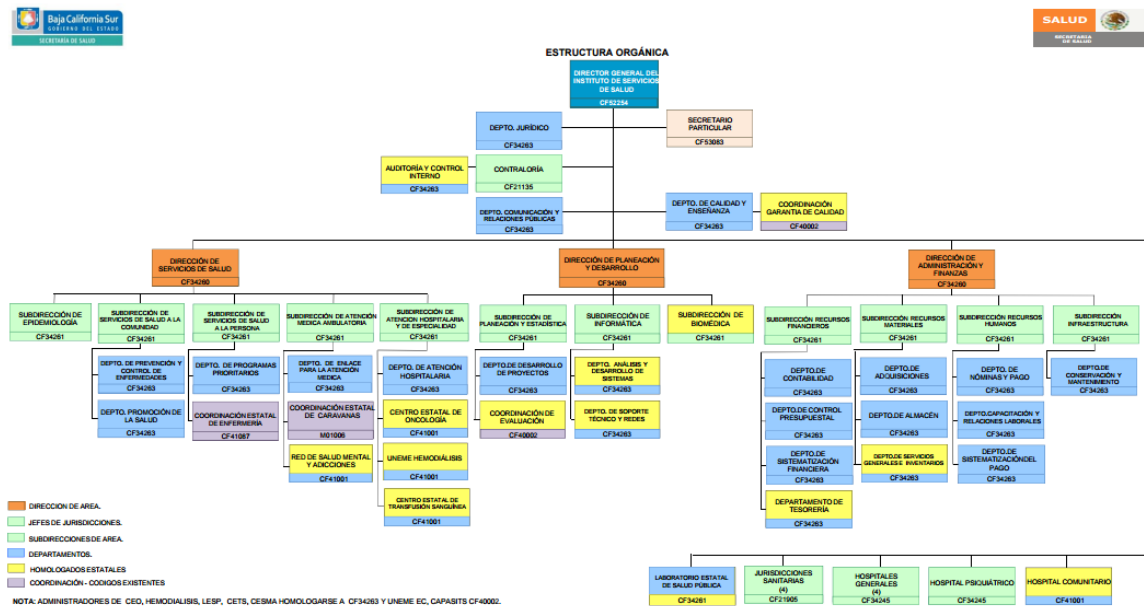 Baja California Sur
GOBIERNO DEL ESTADO
SECRETARÍA DE SALUD
SALUD
SECRETARÍA
DE SALUD
ESTRUCTURA ORGÁNICA
DIRECTOR GENERAL DEL
INSTITUTO DE SERVICIOS
DE SALUD
CF52254
DEPTO. JURÍDICO
CF34263
SECRETARIO
PARTICULAR
CF53083
AUDITORÍA Y CONTROL
INTERNO
CF34263
CONTRALORÍA
CF21135
DEPTO. COMUNICACIÓN Y
RELACIONES PÚBLICAS
CF34263
DEPTO. DE CALIDAD Y
ENSEÑANZA
CF34263
COORDINACIÓN
GARANTIA DE CALIDAD
CF40002
DIRECCIÓN DE
SERVICIOS DE SALUD
CF34260
DIRECCIÓN DE PLANEACIÓN
Y DESARROLLO
CF34260
DIRECCIÓN DE
ADMINISTRACIÓN Y
FINANZAS
CF34260
SUBDIRECCIÓN DE
EPIDEMIOLOGÍA
CF34261
SUBDIRECCIÓN DE
SERVICIOS DE SALUD A LA
COMUNIDAD
CF34261
SUBDIRECCIÓN DE
SERVICIOS DE SALUD
A LA PERSONA
CF34261
SUBDIRECCIÓN DE ATENCIÓN
MEDICA AMBULATORIA
CF34261
SUBDIRECCIÓN DE
ATENCION HOSPITALARIA
Y DE ESPECIALIDAD
CF34261
SUBDIRECCIÓN DE
PLANEACIÓN Y ESTADÍSTICA
CF34261
SUBDIRECCIÓN DE
INFORMÁTICA
CF34261
SUBDIRECCIÓN DE
BIOMÉDICA
CF34261
SUBDIRECCIÓN RECURSOS
FINANCIEROS
CF34261
SUBDIRECCIÓN RECURSOS
MATERIALES
CF34261
SUBDIRECCIÓN RECURSOS
HUMANOS
CF34261
SUBDIRECCIÓN
INFRAESTRUCTURA
CF34261
DEPTO. DE PREVENCIÓN Y
CONTROL DE
ENFERMEDADES
CF34263
DEPTO. DE PROGRAMAS
PRIORITARIOS
CF34263
DEPTO. DE ENLACE
PARA LA ATENCIÓN
MEDICA
CF34263
DEPTO. DE ATENCIÓN
HOSPITALARIA
CF34263
DEPTO.DE DESARROLLO
DE PROYECTOS
CF34263
DEPTO. ANÁLISIS Y
DESARROLLO DE
SISTEMAS
CF34263
DEPTO.DE
CONTABILIDAD
CF34263
DEPTO.DE
ADQUISICIONES
CF34263
DEPTO. DE
NÓMINAS Y PAGO
CF34263
DEPTO.DE
CONSERVACIÓN Y
MANTENIMIENTO
CF34263
DEPTO. PROMOCIÓN DE
LA SALUD
CF34263
COORDINACIÓN ESTATAL
DE ENFERMERÍA
CF41087
COORDINACIÓN ESTATAL
DE CARAVANAS
M01006
CENTRO ESTATAL DE
ONCOLOGÍA
CF41001
COORDINACIÓN DE
EVALUACIÓN
CF40002
DEPTO. DE SOPORTE
TÉCNICO Y REDES
CF34263
DEPTO.DE CONTROL
PRESUPUESTAL
CF34263
DEPTO.DE ALMACÉN
CF34263
DEPTO.CAPACITACIÓN Y
RELACIONES LABORALES
CF34263
RED DE SALUD MENTAL
Y ADICCIONES
CF41001
UNEME HEMODIÁLISIS
CF41001
DEPTO.DE
SISTEMATIZACIÓN
FINANCIERA
CF34263
DEPTO.DE SERVICIOS
GENERALES E INVENTARIOS
CF34263
DEPTO.DE
SISTEMATIZACIÓNDEL
PAGO
CF34263
CENTRO ESTATAL DE
TRANSFUSIÓN SANGUÍNEA
CF41001
DEPARTAMENTO DE
TESORERÍA
CF34263
DIRECCION DE AREA.
JEFES DE JURISDICCIONES.
SUBDIRECCIONES DE AREA.
DEPARTAMENTOS.
HOMOLOGADOS ESTATALES
COORDINACIÓN - CODIGOS EXISTENTES
LABORATORIO ESTATAL
DE SALUD PÚBLICA
CF34261
JURISDICCIONES
SANITARIAS
(4)
CF21905
HOSPITALES
GENERALES
(4)
CF34245
HOSPITAL PSIQUIÁTRICO
CF34245
HOSPITAL COMUNITARIO
CF41001
NOTA: ADMINISTRADORES DE CEO, HEMODIALISIS, LESP, CETS, CESMA HOMOLOGARSE A CF34263 Y UNEME EC, CAPASITS CF40002.